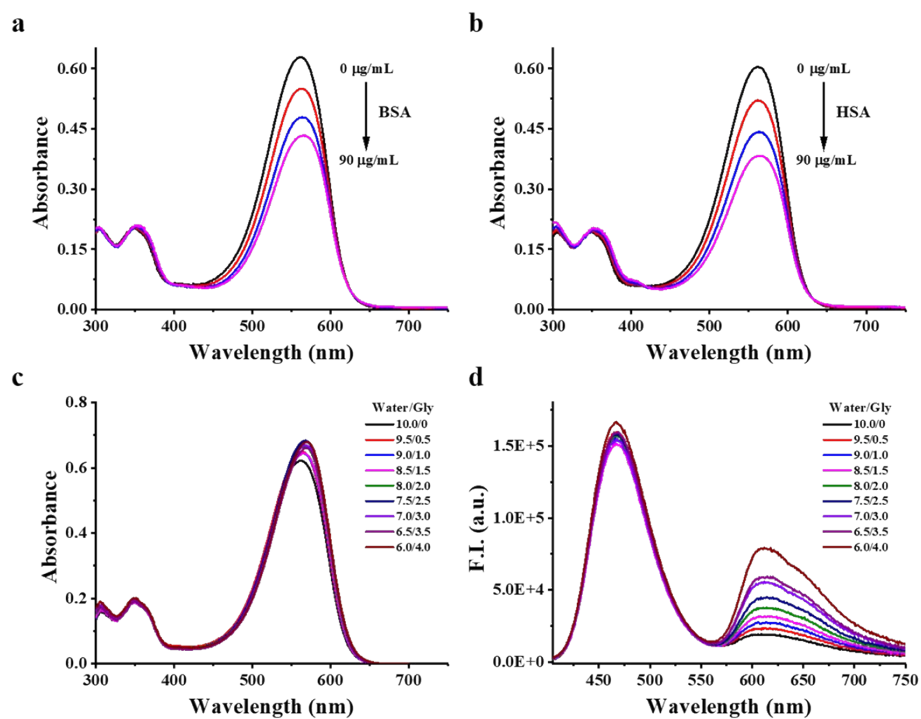 a
0.60
0.45
0.30
0.15
0.00
Absorbance
0 µg/mL
BSA
90 µg/mL
300 400 500 600 700
Wavelength (nm)
b
0.60
0.45
0.30
0.15
0.00
Absorbance
0 µg/mL
HSA
90 µg/mL
300 400 500 600 700
Wavelength (nm)
c
0.8
0.6
0.4
0.2
0.0
Absorbance
Water/Gly
10.0/0
9.5/0.5
9.0/1.0
8.5/1.5
8.0/2.0
7.5/2.5
7.0/3.0
6.5/3.5
6.0/4.0
300 400 500 600 700
Wavelength (nm)
d
1.5E+5
1.0E+5
5.0E+4
0.0E+0
F.I. (a.u.)
Water/Gly
10.0/0
9.5/0.5
9.0/1.0
8.5/1.5
8.0/2.0
7.5/2.5
7.0/3.0
6.5/3.5
6.0/4.0
450 500 550 600 650 700 750
Wavelength (nm)